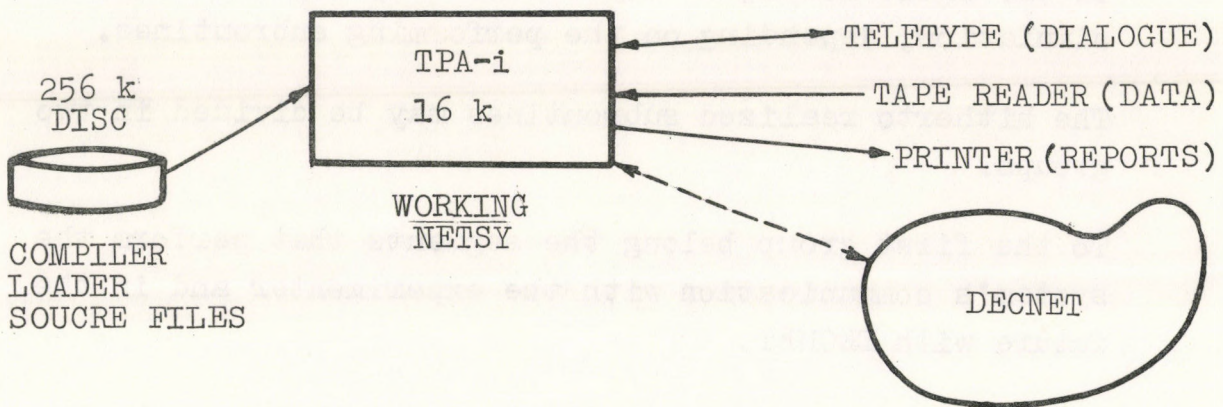 256 k
DISC
COMPILER
LOADER
SOUCRE FILES
TPA-i
16 k
WORKING
NETSY
TELETYPE (DIALOGUE)
TAPE READER (DATA)
PRINTER (REPORTS)
DECNET